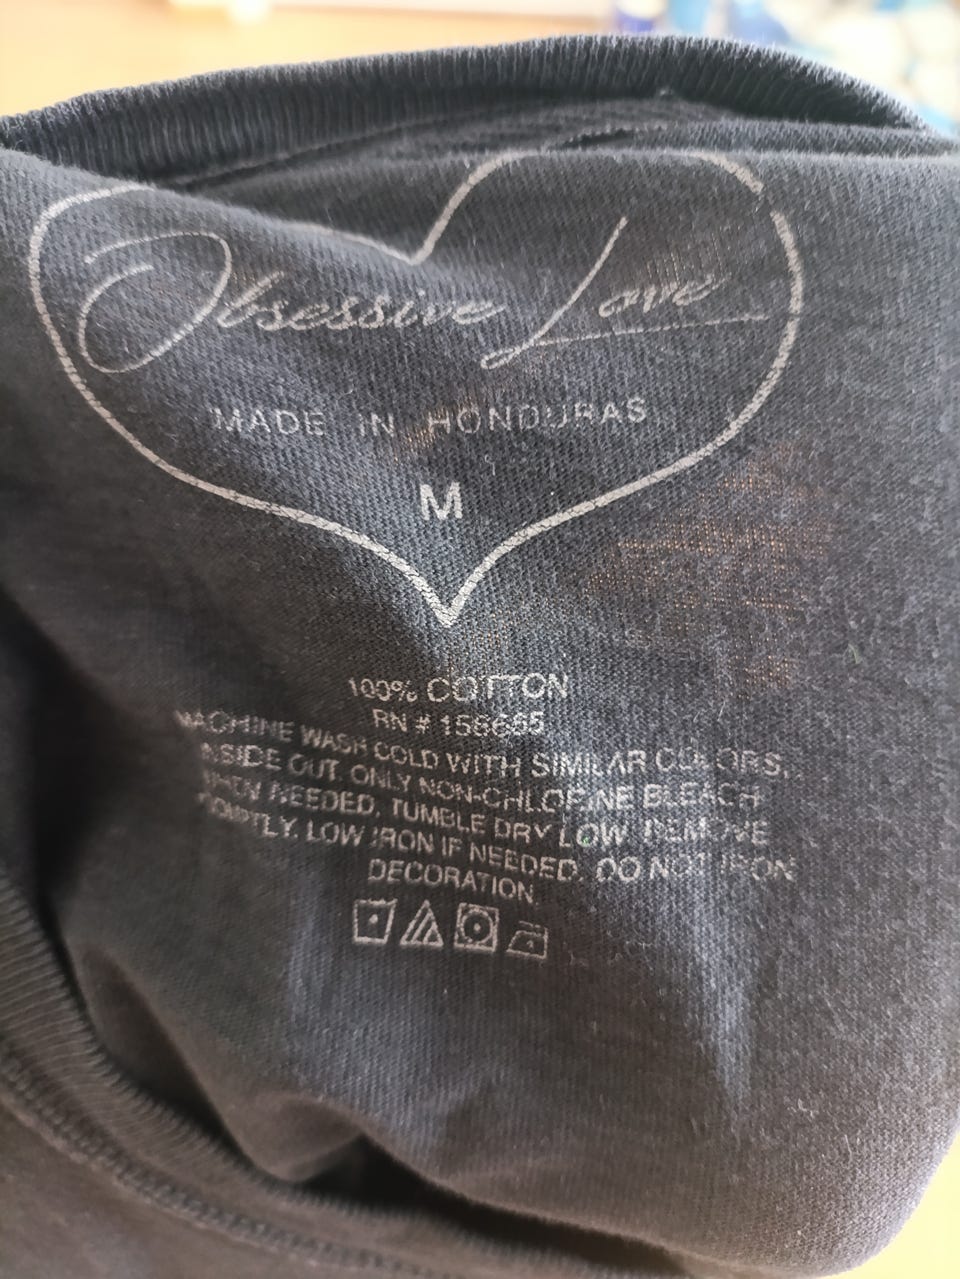 Obsessive Love
MADE IN HONDURAS
M
100% COTTON
RN #
MACHINE WASH COLD WITH SIMILAR COLORS,
INSIDE OUT. ONLY NON-CHLORINE BLEACH
WHEN NEEDED, TUMBLE DRY LOW, REMOVE
PROMPTLY. LOW IRON IF NEEDED. DO NOT IRON
DECORATION.